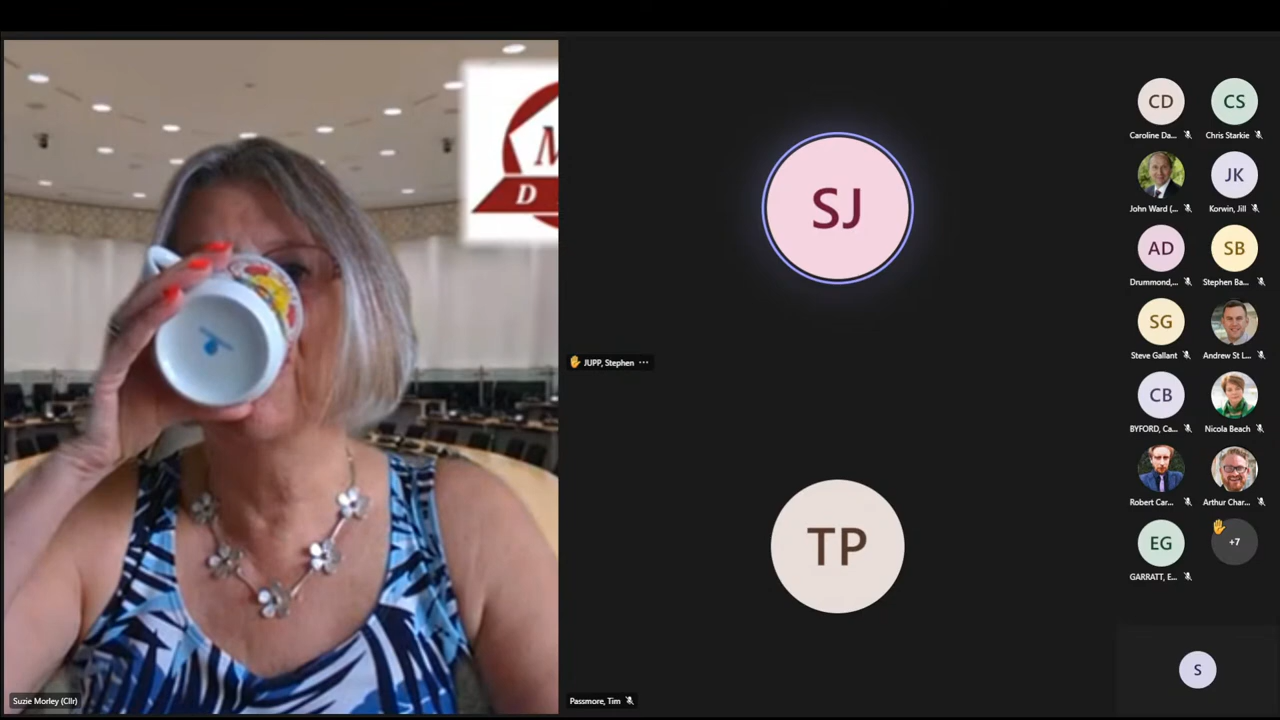 M
D
Suzie Morley (Cllr)
SJ
JUPP, Stephen ...
TP
Passmore, Tim
CD
CS
Caroline Da...
Chris Starkie
John Ward (...
JK
Korwin, Jill
AD
SB
Drummond,...
Stephen Ba...
SG
Steve Gallant
Andrew St L...
CB
BYFORD, Ca...
Nicola Beach
Robert Car...
Arthur Char...
EG
+7
GARRATT, E...
S